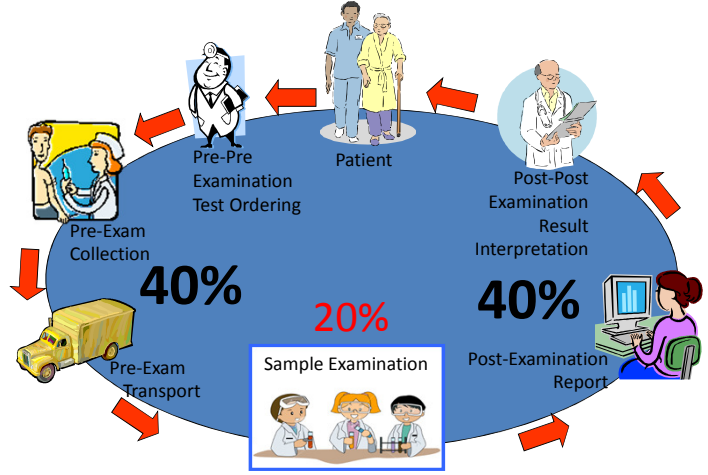 Patient
Pre-Pre
Examination
Test Ordering
Pre-Exam
Collection
40%
Pre-Exam
Transport
20%
Sample Examination
40%
Post-Examination
Report
Post-Post
Examination
Result
Interpretation